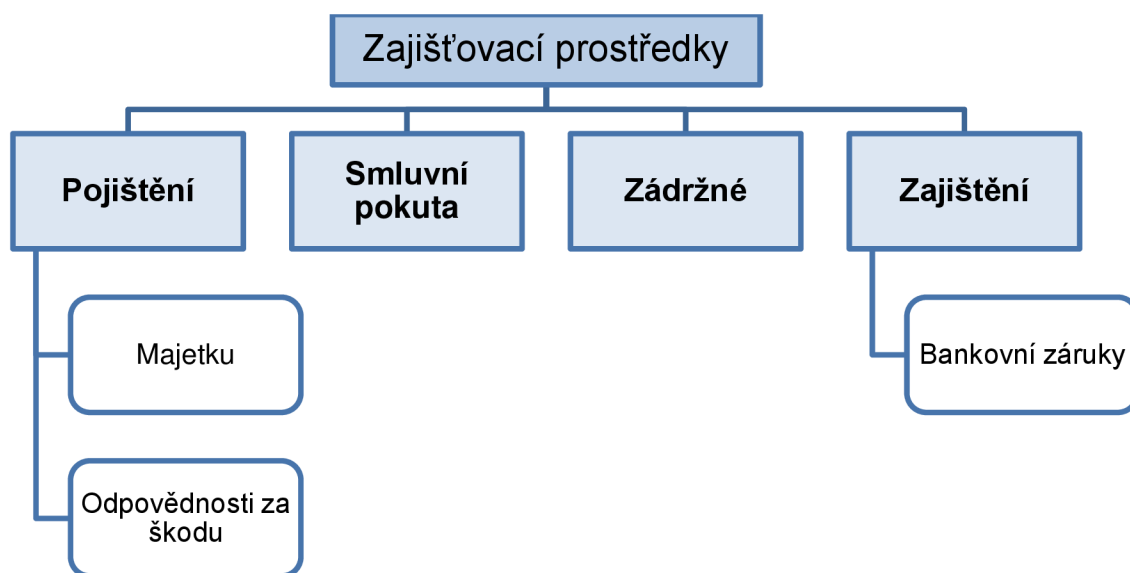 Zajišťovací prostředky
Pojištění
Smluvní
pokuta
Zádržné
Zajištění
Majetku
Bankovní záruky
Odpovědnosti za
škodu